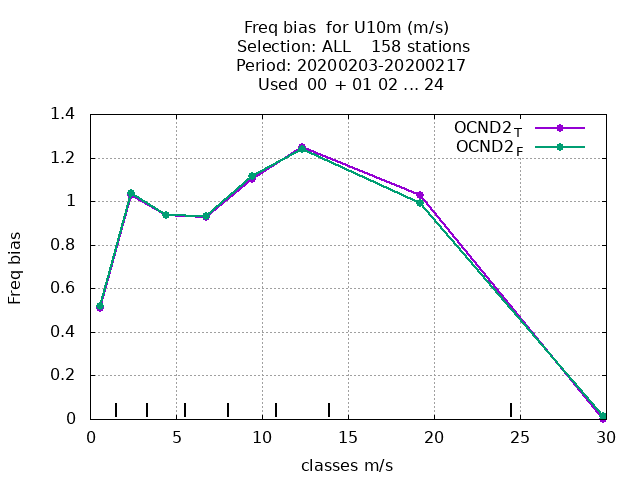 Freq bias  for U10m (m/s)
Selection: ALL    158 stations
Period: 20200203-20200217
Used  00  + 01 02 ... 24
OCND2_T
OCND2_F
1.4
1.2
1
0.8
0.6
0.4
0.2
0
Freq bias
0 5 10 15 20 25 30
classes m/s